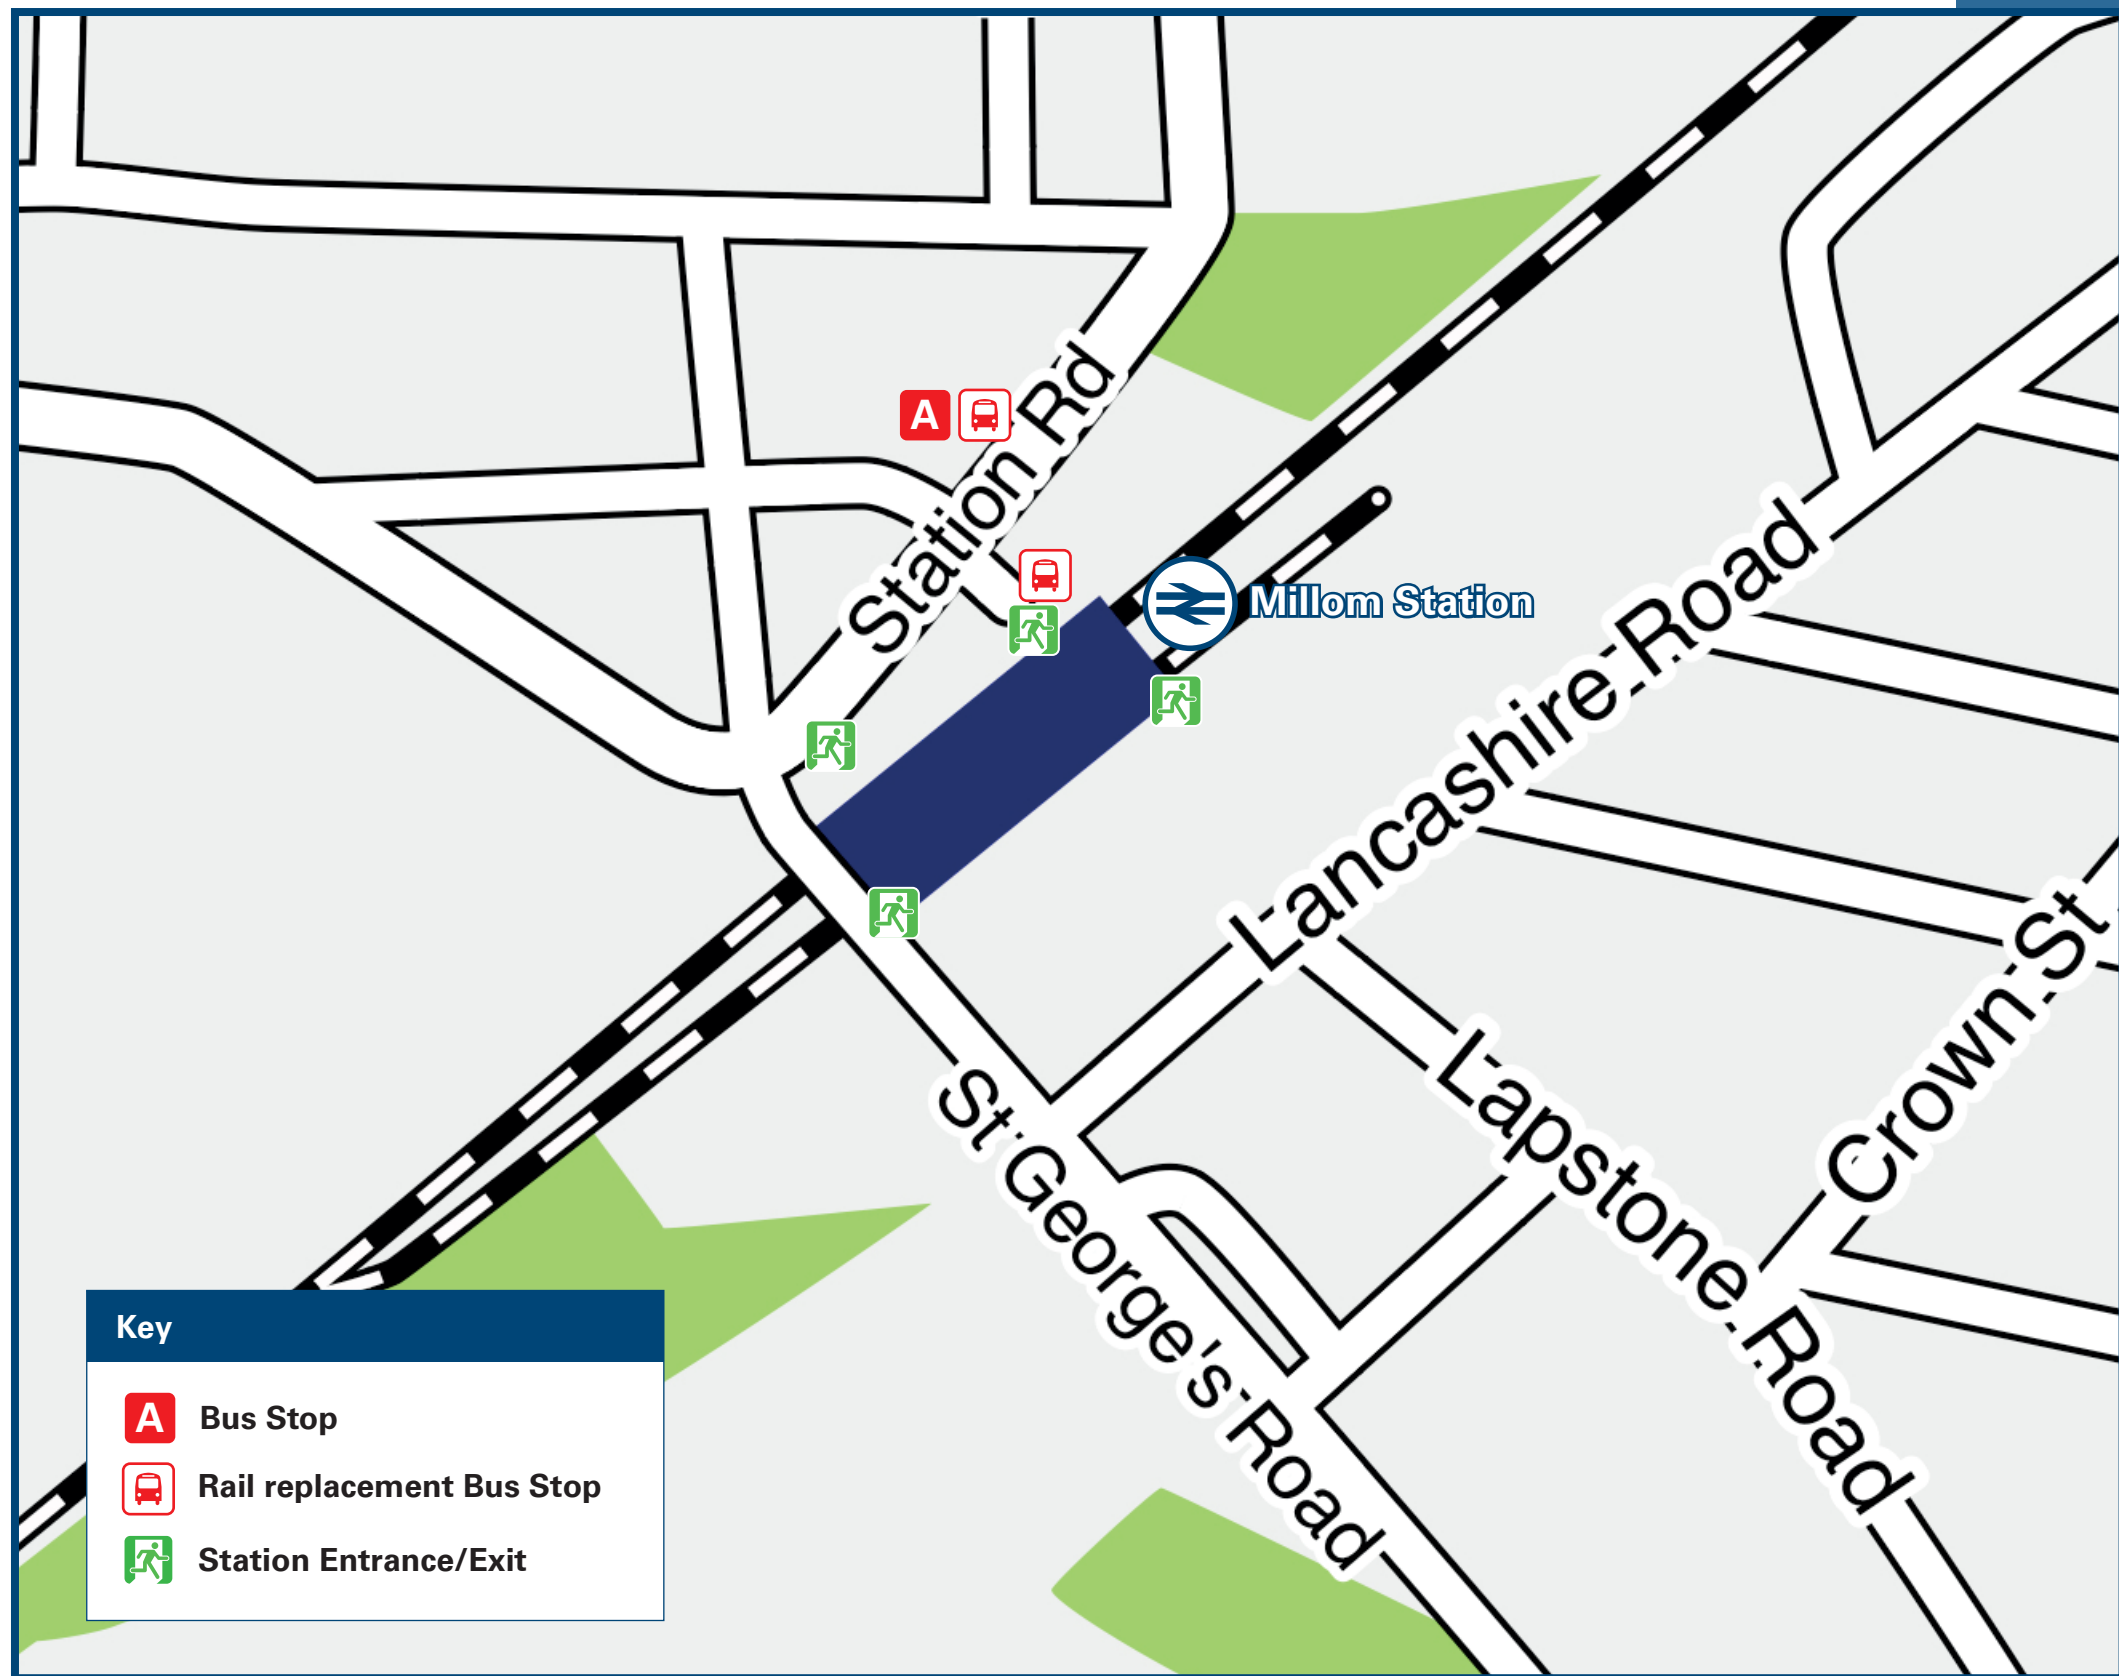 Station Rd
A
Millom Station
Lancashire Road
Crown St
Lapstone Road
St George's Road
Key
A Bus Stop
Rail replacement Bus Stop
Station Entrance/Exit